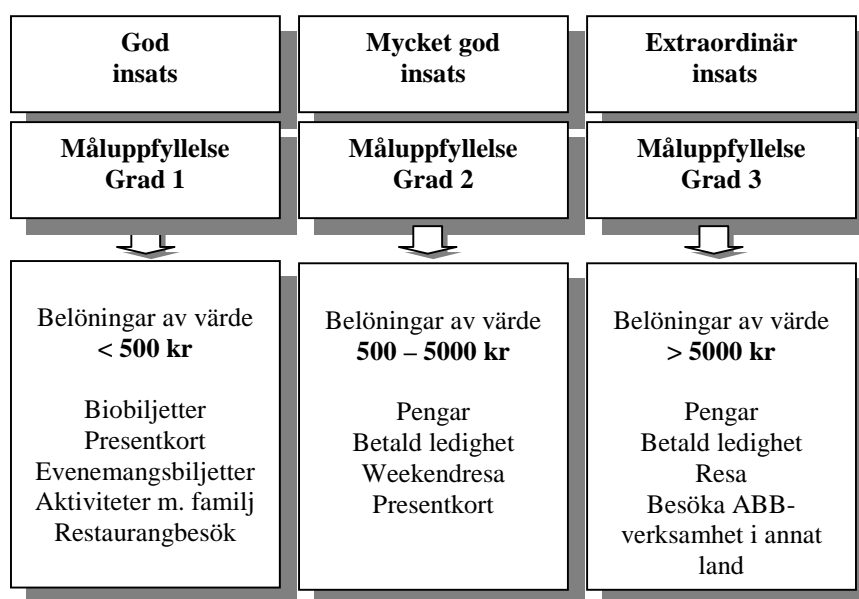 God
insats
Måluppfyllelse
Grad 1
Belöningar av värde
< 500 kr
Biobiljetter
Presentkort
Evenemangsbiljetter
Aktiviteter m. familj
Restaurangbesök
Mycket god
insats
Måluppfyllelse
Grad 2
Belöningar av värde
500 – 5000 kr
Pengar
Betald ledighet
Weekendresa
Presentkort
Extraordinär
insats
Måluppfyllelse
Grad 3
Belöningar av värde
> 5000 kr
Pengar
Betald ledighet
Resa
Besöka ABB-
verksamhet i annat
land